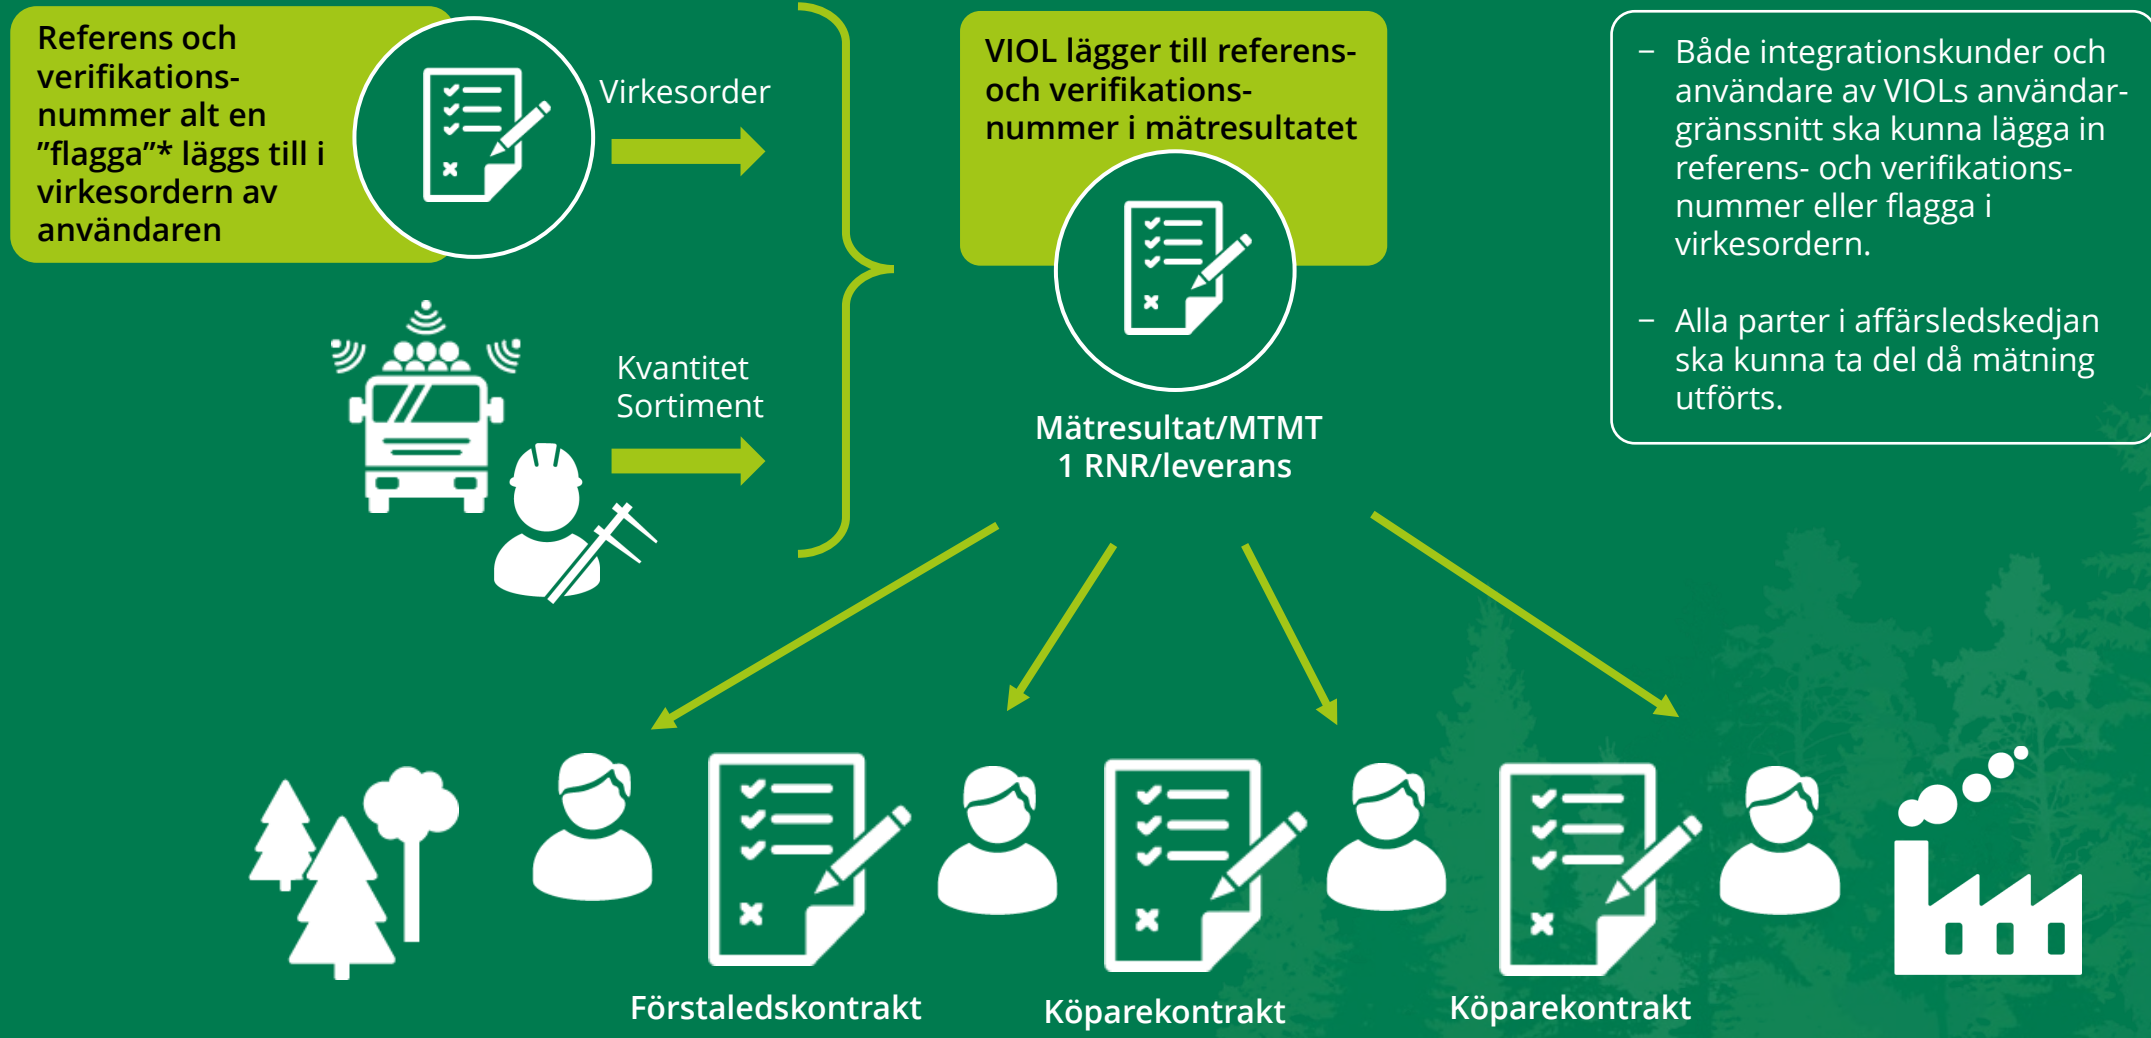 Referens och
verifikations-
nummer alt en
”flagga”* läggs till i
virkesordern av
användaren
Virkesorder
Kvantitet
Sortiment
VIOL lägger till referens-
och verifikations-
nummer i mätresultatet
Mätresultat/MTMT
1 RNR/leverans
– Både integrationskunder och
användare av VIOLs användar-
gränssnitt ska kunna lägga in
referens- och verifikations-
nummer eller flagga i
virkesordern.
– Alla parter i affärsledskedjan
ska kunna ta del då mätning
utförts.
Förstaledskontrakt
Köparekontrakt
Köparekontrakt